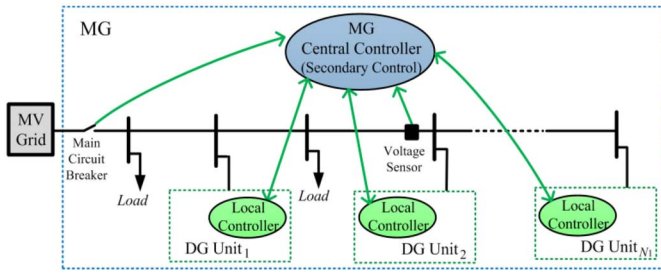 MG
MG
Central Controller
(Secondary Control)
MV
Grid
Main
Circuit
Breaker
Load
Load
Voltage
Sensor
Local
Controller
DG Unit1
Local
Controller
DG Unit2
Local
Controller
DG UnitN1